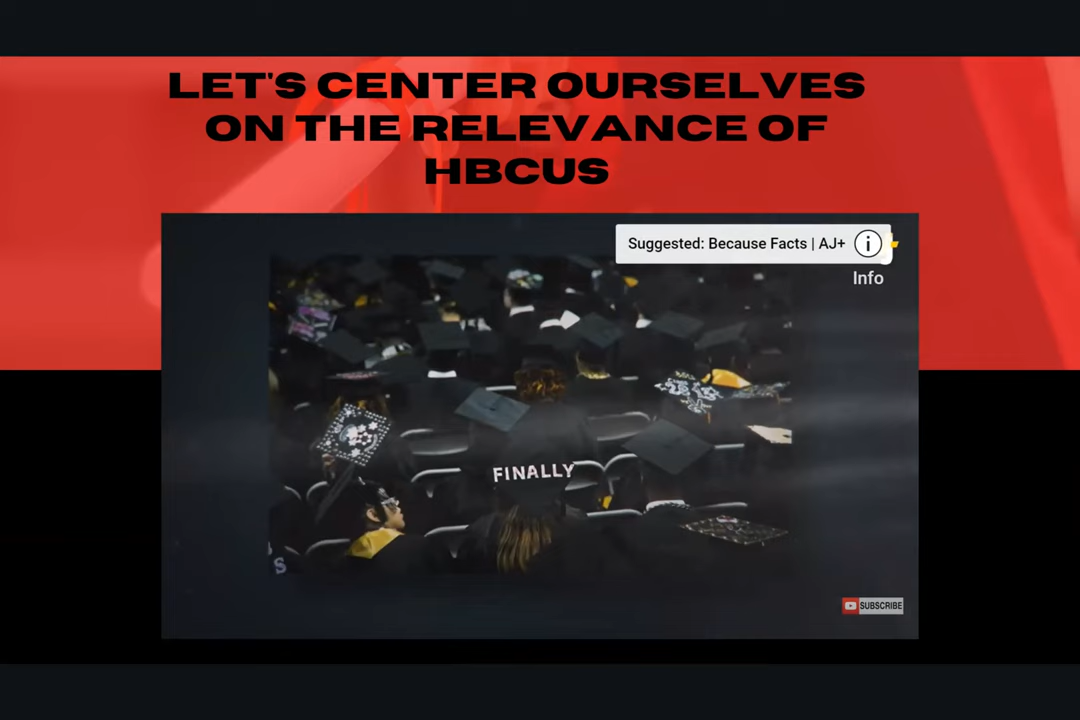 LET'S CENTER OURSELVES
ON THE RELEVANCE OF
HBCUS
Suggested: Because Facts | AJ+
i
Info
FINALLY
S
SUBSCRIBE